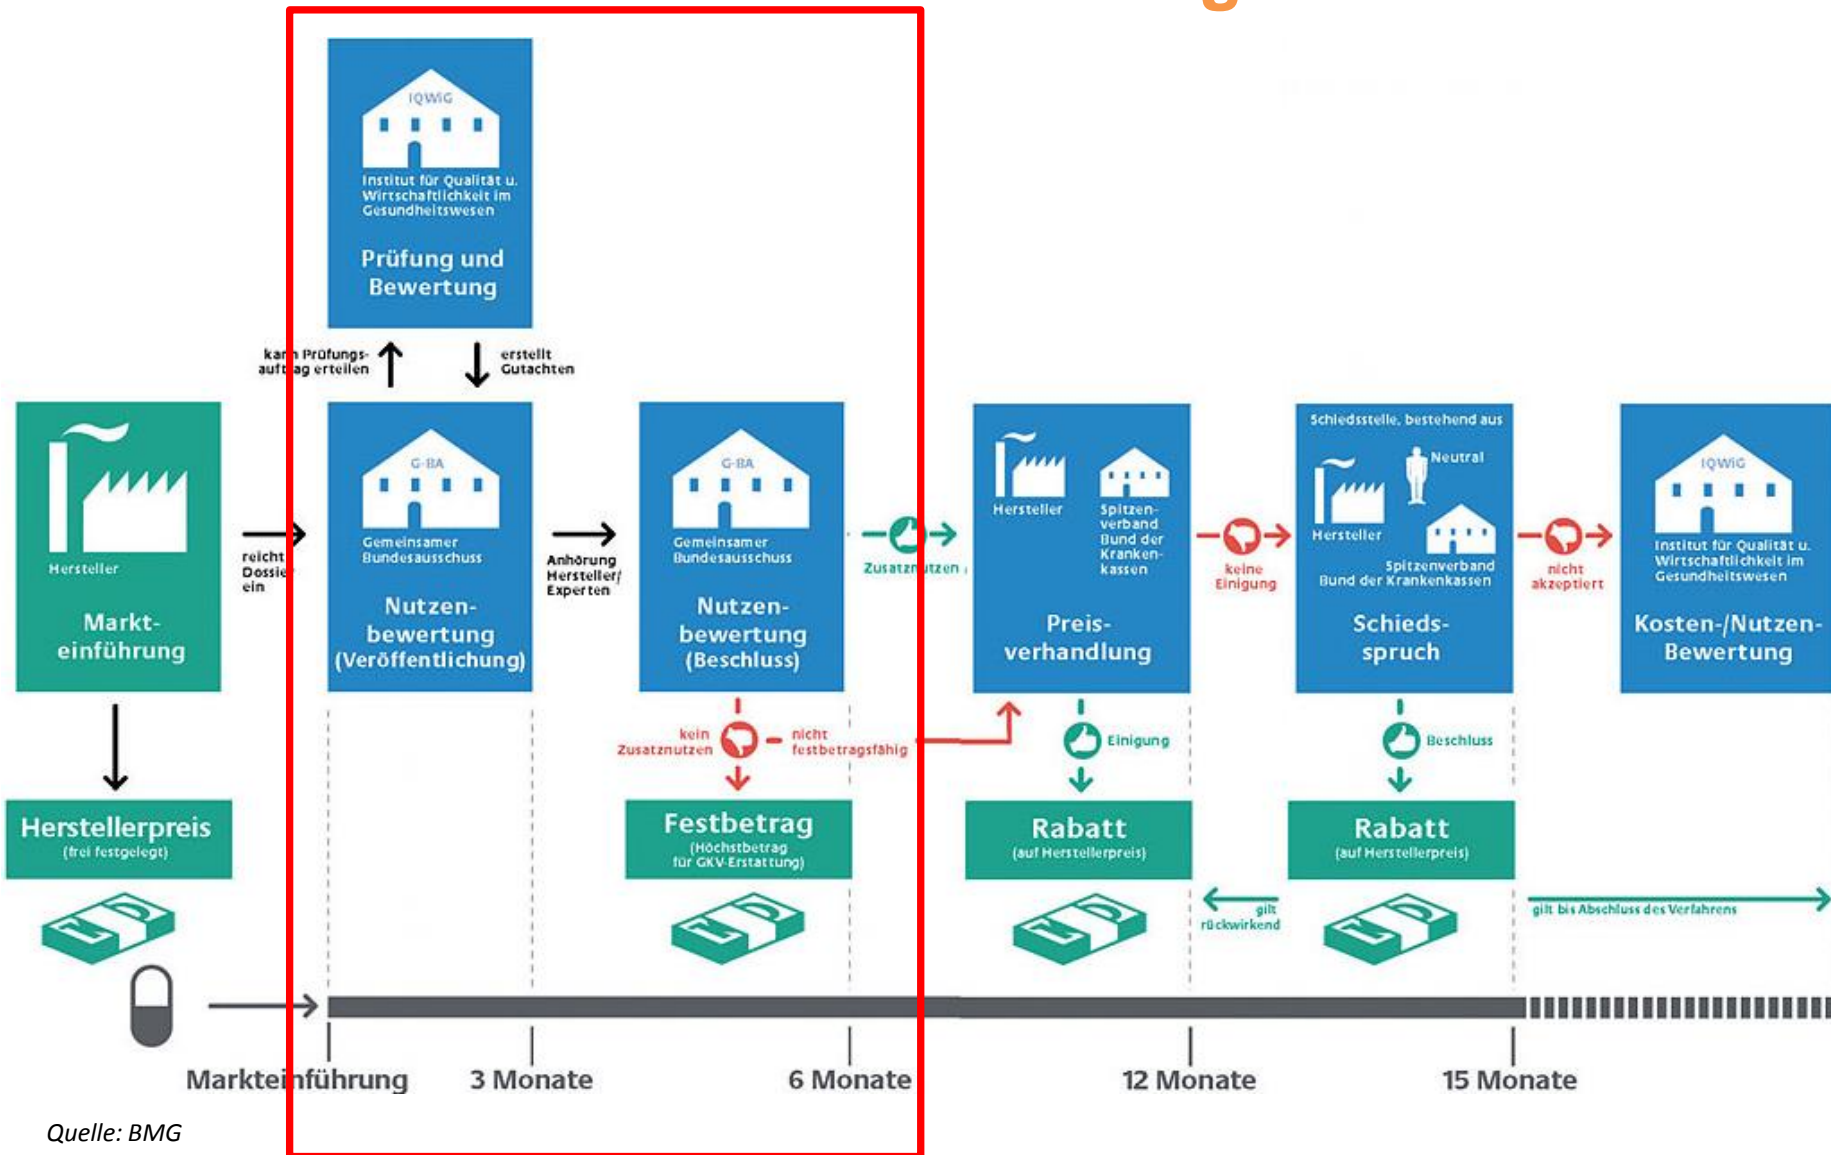 IQWiG
Institut für Qualität u.
Wirtschaftlichkeit im
Gesundheitswesen
Prüfung und
Bewertung
kann Prüfungs-
auftrag erteilen
erstellt
Gutachten
Hersteller
Markt-
einführung
reicht
Dossier
ein
G-BA
Gemeinsamer
Bundesausschuss
Nutzen-
bewertung
(Veröffentlichung)
Anhörung
Hersteller/
Experten
G-BA
Gemeinsamer
Bundesausschuss
Nutzen-
bewertung
(Beschluss)
Zusatznutzen
Hersteller
Spitzen-
verband
Bund der
Kranken-
kassen
Preis-
verhandlung
keine
Einigung
Schiedsstelle, bestehend aus
Neutral
Hersteller
Spitzenverband
Bund der Krankenkassen
Schieds-
spruch
nicht
akzeptiert
IQWiG
Institut für Qualität u.
Wirtschaftlichkeit im
Gesundheitswesen
Kosten-/Nutzen-
Bewertung
kein
Zusatznutzen
nicht
festbetragsfähig
Einigung
Beschluss
Herstellerpreis
(frei festgelegt)
Festbetrag
(Höchstbetrag
für GKV-Erstattung)
Rabatt
(auf Herstellerpreis)
Rabatt
(auf Herstellerpreis)
gilt
rückwirkend
gilt bis Abschluss des Verfahrens
Markteinführung
3 Monate
6 Monate
12 Monate
15 Monate
Quelle: BMG